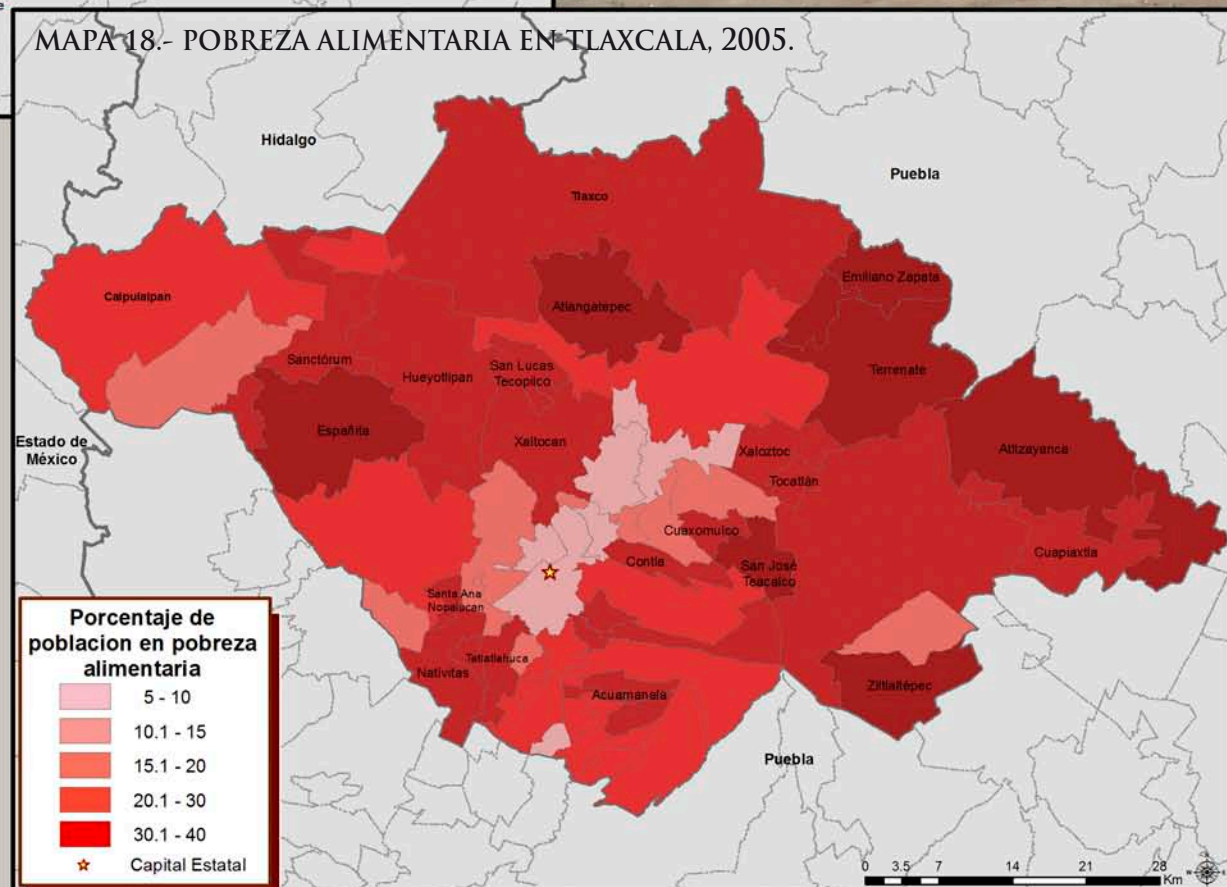 MAPA 18.- POBREZA ALIMENTARIA EN TLAXCALA, 2005.
Hidalgo
Puebla
Tlaxco
Emiliano Zapata
Calpulalpan
Atlangatepec
Terrenate
Sanctórum
San Lucas
Tecopilco
Hueyotlipan
Estado de
México
Españita
Xaltocan
Xaloztoc
Atltzayanca
Tocatlán
Cuaxomulco
Cuapiaxtla
Contla
San José
Teacalco
Santa Ana
Nopalucan
Tetlatlahuca
Nativitas
Acuamanala
Ziltlaltépec
Puebla
Porcentaje de
poblacion en pobreza
alimentaria
5 - 10
10.1 - 15
15.1 - 20
20.1 - 30
30.1 - 40
Capital Estatal
0 3.5 7 14 21 28
Km